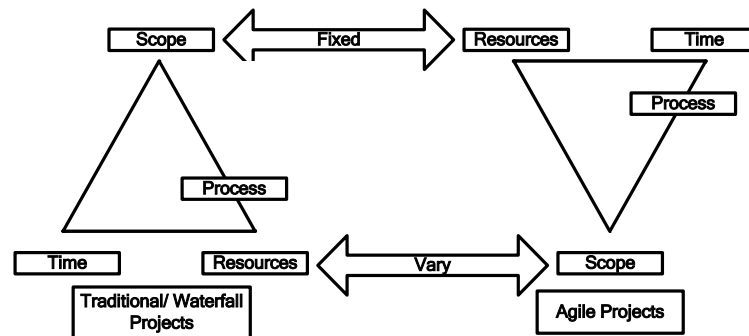 Scope
Fixed
Resources
Time
Process
Process
Time
Resources
Vary
Scope
Traditional/ Waterfall
Projects
Agile Projects